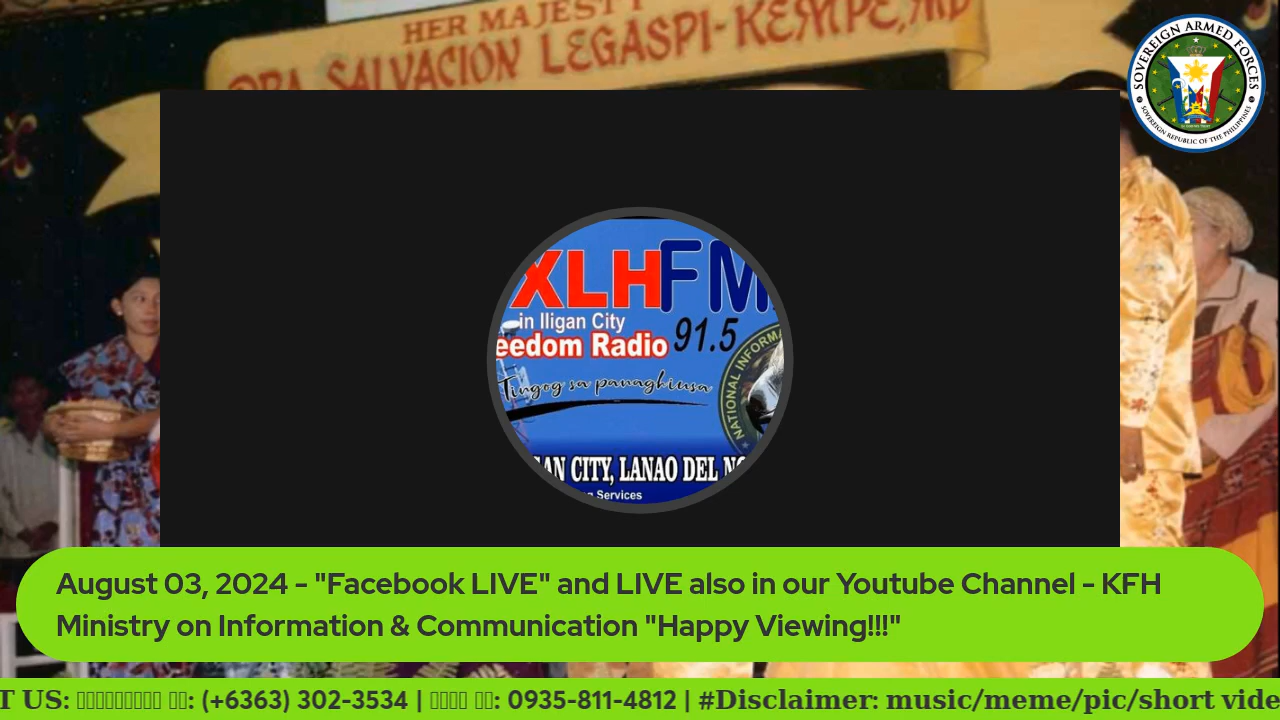 HER MAJESTY
DRA. SALVACION LEGASPI-KEMPE, MD
SOVEREIGN ARMED FORCES
SOVEREIGN REPUBLIC OF THE PHILIPPINES
XLHFM
in Iligan City
eedom Radio 91.5
Tingog sa panaghiusa
NATIONAL INFORMA
GAN CITY, LANAO DEL NO
ng Services
August 03, 2024 - "Facebook LIVE" and LIVE also in our Youtube Channel - KFH
Ministry on Information & Communication "Happy Viewing!!!"
T US: : (+6363) 302-3534 | : 0935-811-4812 | #Disclaimer: music/meme/pic/short vide